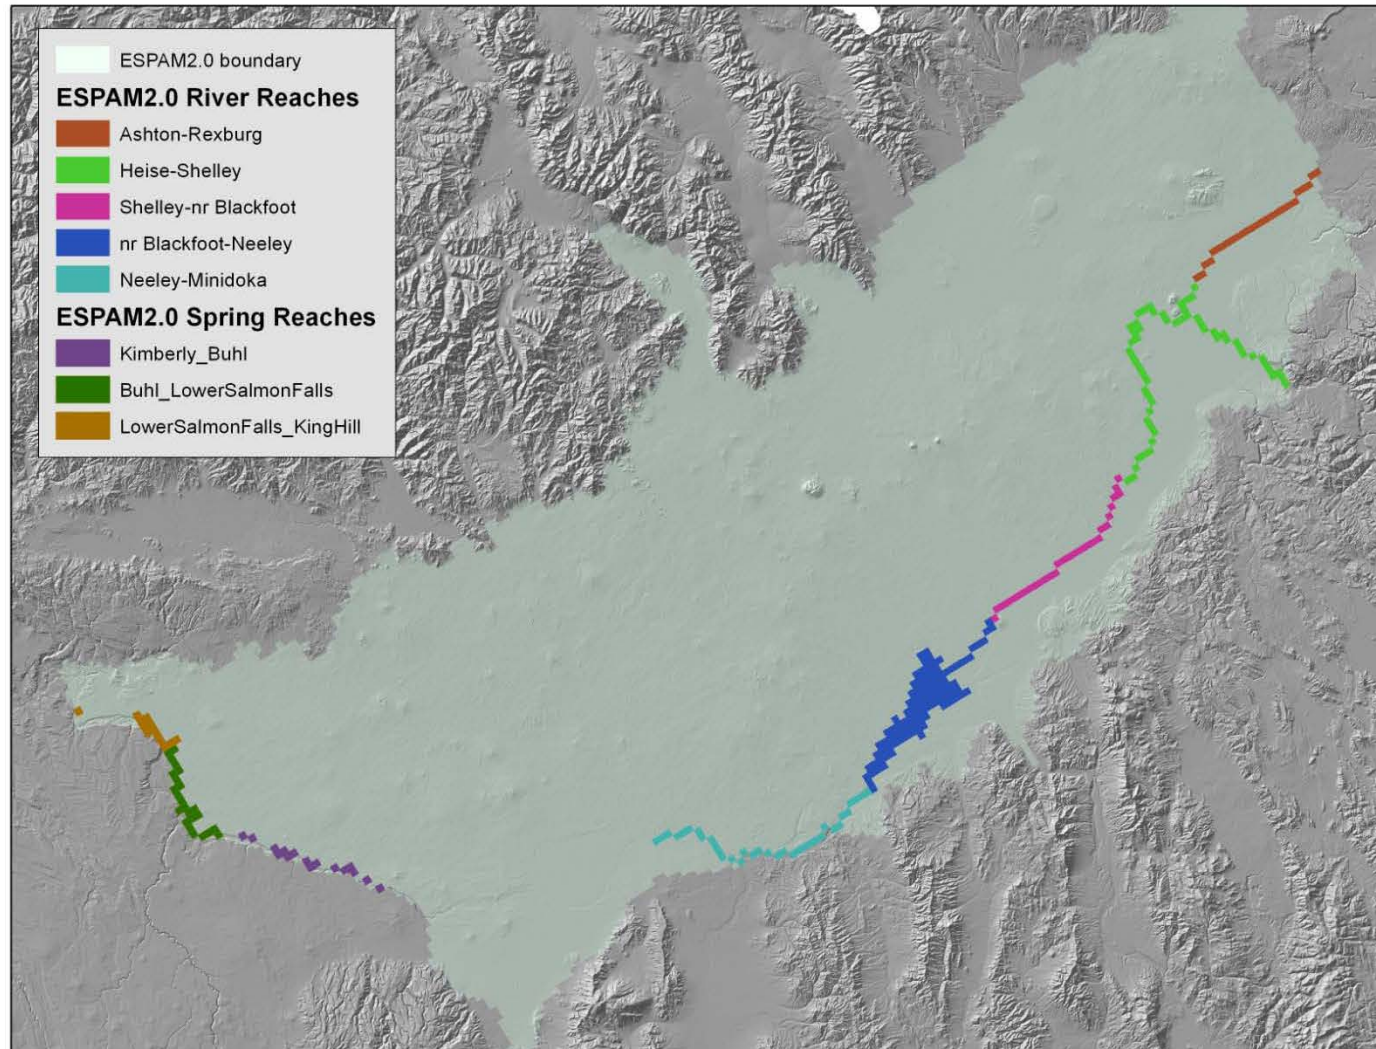 ESPAM2.0 boundary
ESPAM2.0 River Reaches
Ashton-Rexburg
Heise-Shelley
Shelley-nr Blackfoot
nr Blackfoot-Neeley
Neeley-Minidoka
ESPAM2.0 Spring Reaches
Kimberly_Buhl
Buhl_LowerSalmonFalls
LowerSalmonFalls_KingHill